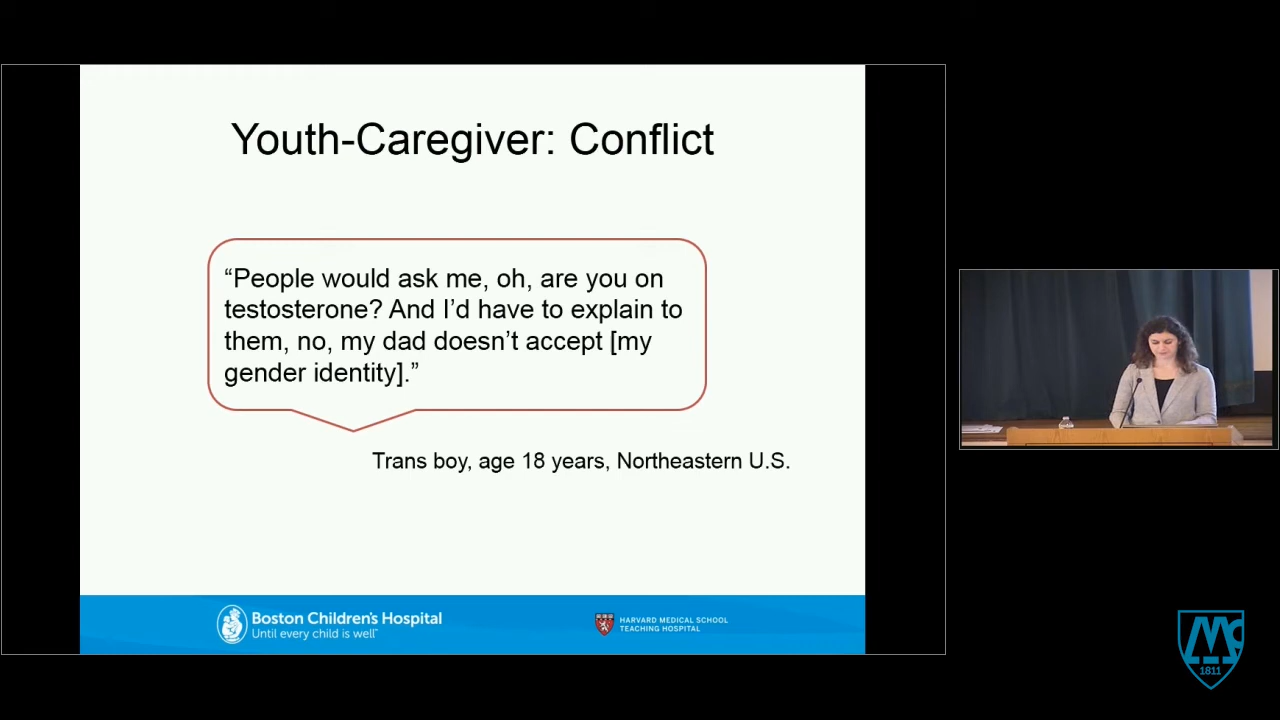 Youth-Caregiver: Conflict
“People would ask me, oh, are you on
testosterone? And I’d have to explain to
them, no, my dad doesn’t accept [my
gender identity].”
Trans boy, age 18 years, Northeastern U.S.
Boston Children's Hospital
Until every child is well™
HARVARD MEDICAL SCHOOL
TEACHING HOSPITAL
Mc
1811